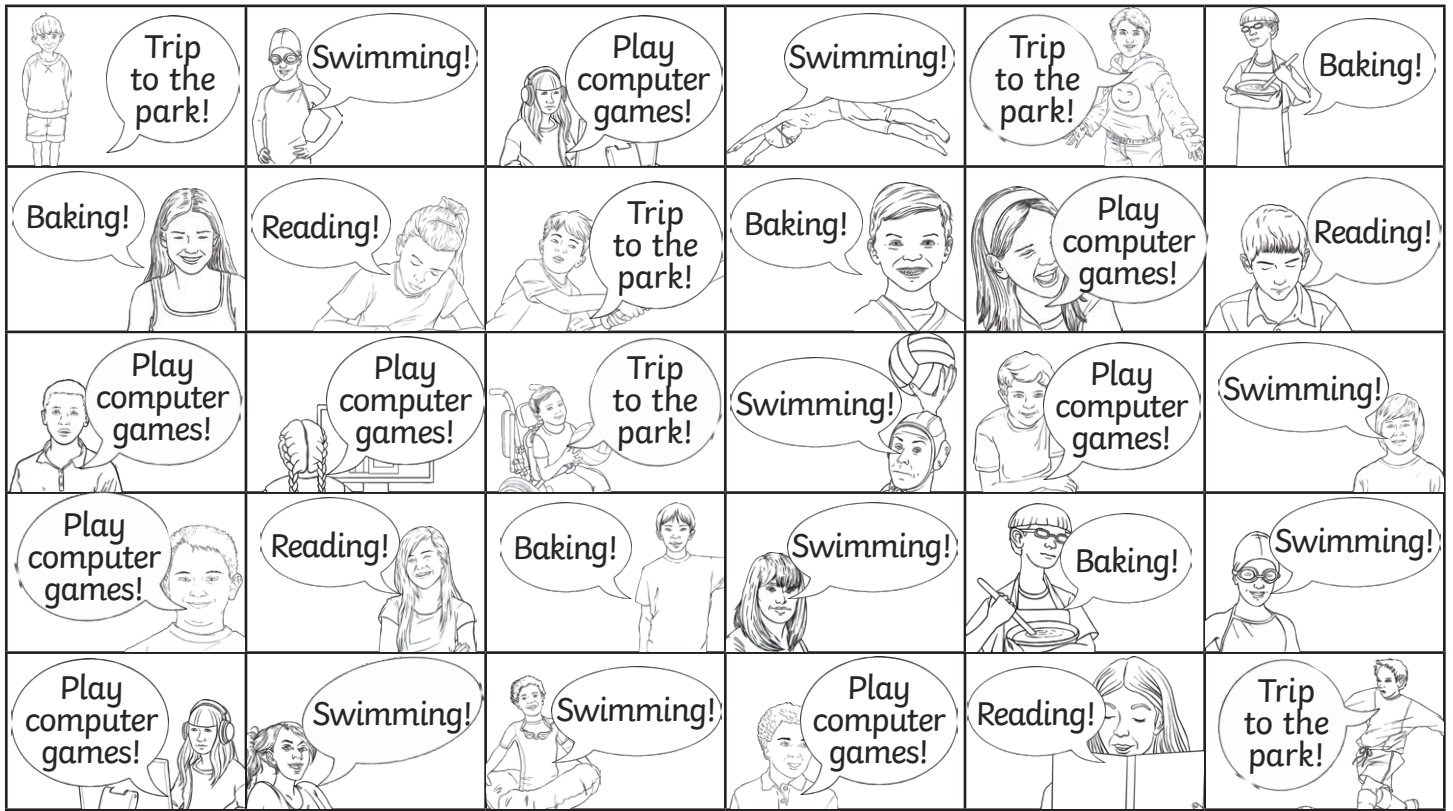 Trip
to the
park!
Swimming!
Play
computer
games!
Swimming!
Trip
to the
park!
Baking!
Baking!
Reading!
Trip
to the
park!
Baking!
Play
computer
games!
Reading!
Play
computer
games!
Play
computer
games!
Trip
to the
park!
Swimming!
Play
computer
games!
Swimming!
Play
computer
games!
Reading!
Baking!
Swimming!
Baking!
Swimming!
Play
computer
games!
Swimming!
Swimming!
Play
computer
games!
Reading!
Trip
to the
park!